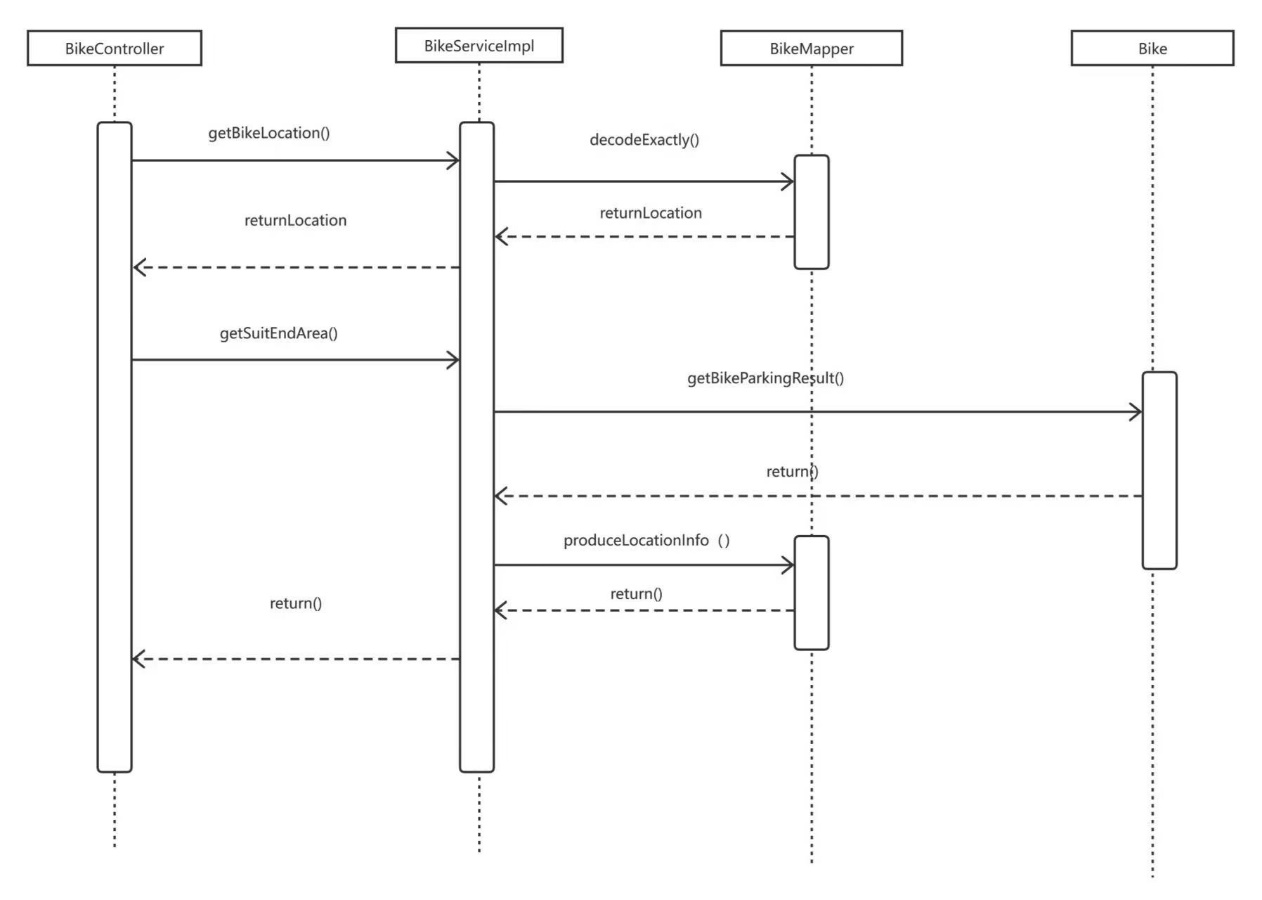 BikeController
BikeServiceImpl
BikeMapper
Bike
getBikeLocation()
decodeExactly()
returnLocation
returnLocation
getSuitEndArea()
getBikeParkingResult()
return()
produceLocationInfo（）
return()
return()